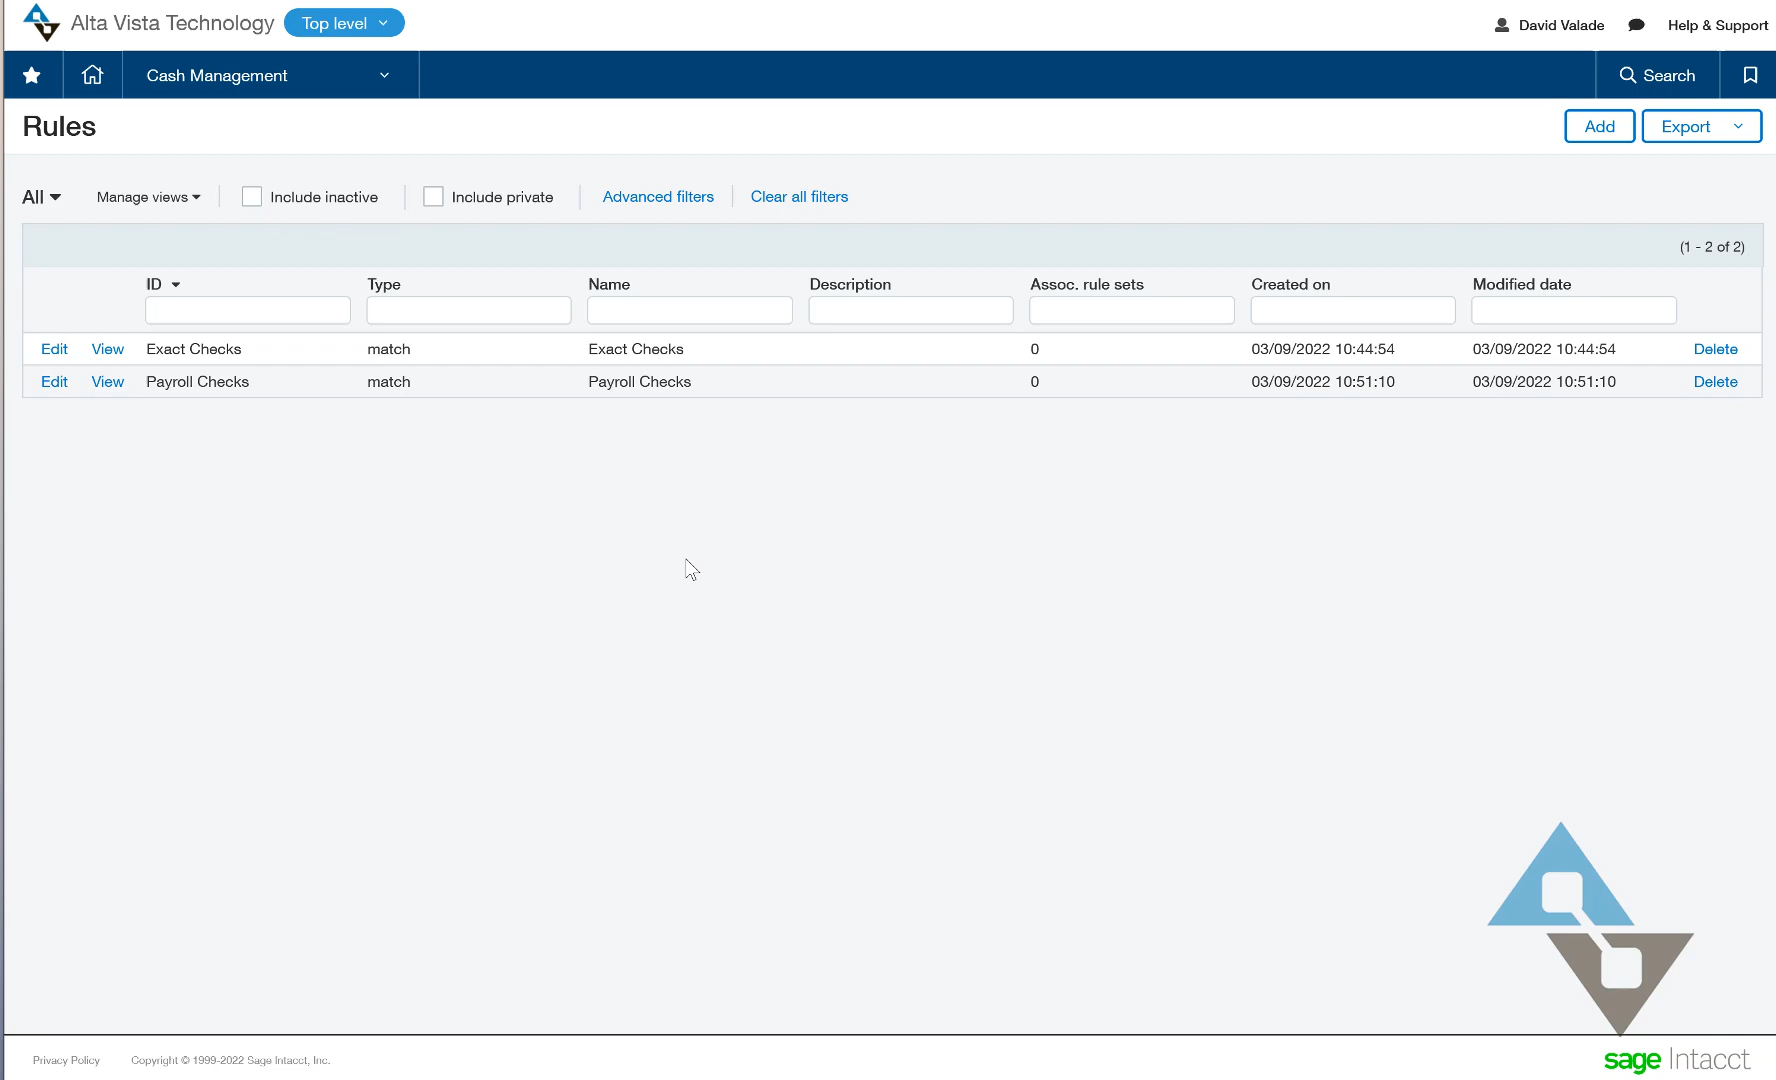 Alta Vista Technology Top level David Valade Help & Support
Cash Management Search
Rules Add Export
All Manage views Include inactive Include private Advanced filters Clear all filters
(1 - 2 of 2)
ID Type Name Description Assoc. rule sets Created on Modified date
Edit View Exact Checks match Exact Checks 0 03/09/2022 10:44:54 03/09/2022 10:44:54 Delete
Edit View Payroll Checks match Payroll Checks 0 03/09/2022 10:51:10 03/09/2022 10:51:10 Delete
Privacy Policy Copyright © 1999-2022 Sage Intacct, Inc. sage Intacct